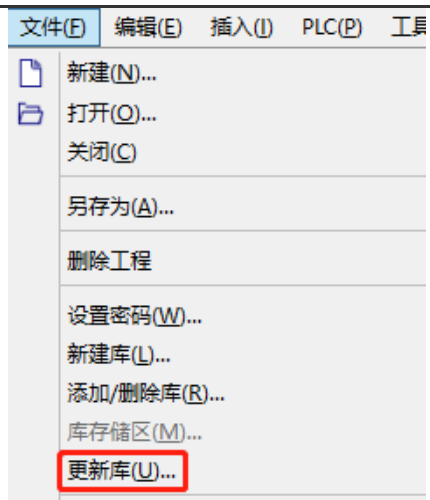 文件(F) 编辑(E) 插入(I) PLC(P) 工具
新建(N)...
打开(O)...
关闭(C)
另存为(A)...
删除工程
设置密码(W)...
新建库(L)...
添加/删除库(R)...
库存储区(M)...
更新库(U)...